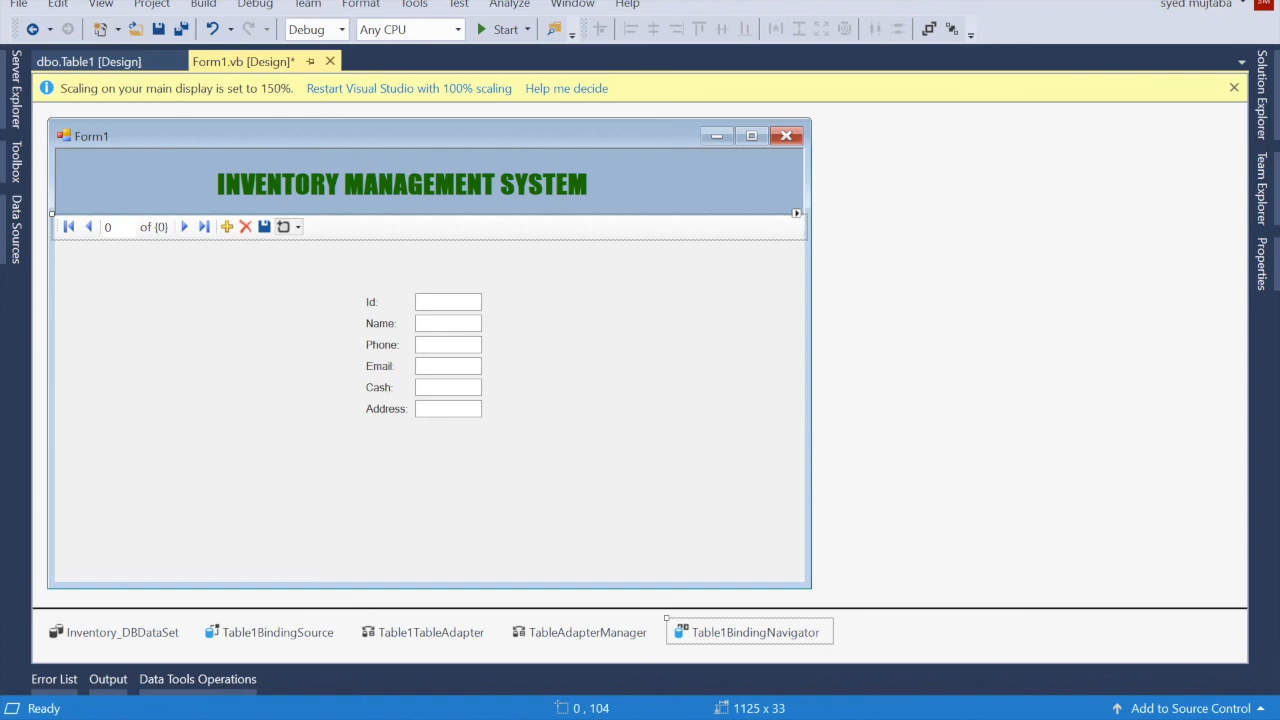 File Edit View Project Build Debug Team Format Tools Test Analyze Window Help syed mujtaba SM
Debug Any CPU Start
dbo.Table1 [Design] Form1.vb [Design]*
Scaling on your main display is set to 150%. Restart Visual Studio with 100% scaling Help me decide
Server Explorer
Toolbox
Data Sources
Form1
INVENTORY MANAGEMENT SYSTEM
0 of {0}
Id:
Name:
Phone:
Email:
Cash:
Address:
Solution Explorer
Team Explorer
Properties
Inventory_DBDataSet Table1BindingSource Table1TableAdapter TableAdapterManager Table1BindingNavigator
Error List Output Data Tools Operations
Ready 0 , 104 1125 x 33 Add to Source Control